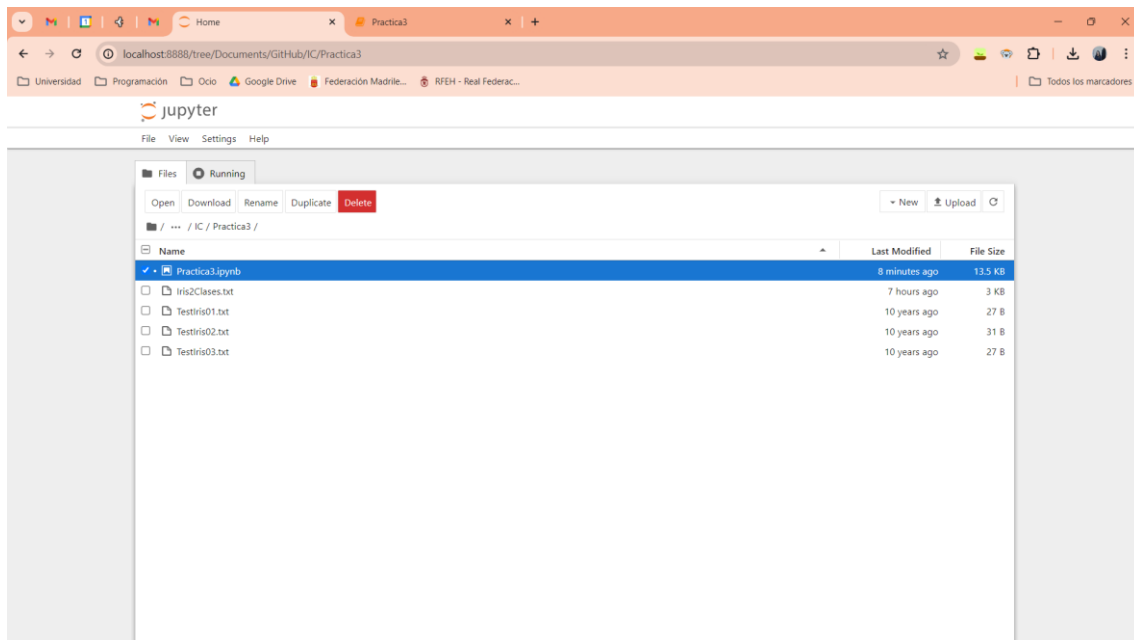 Home
Practica3
localhost:8888/tree/Documents/GitHub/IC/Practica3
Universidad Programación Ocio Google Drive Federación Madrile... RFEH - Real Federac... Todos los marcadores
jupyter
File View Settings Help
Files Running
Open Download Rename Duplicate Delete New Upload
/ ··· / IC / Practica3 /
Name Last Modified File Size
Practica3.ipynb 8 minutes ago 13.5 KB
Iris2Clases.txt 7 hours ago 3 KB
TestIris01.txt 10 years ago 27 B
TestIris02.txt 10 years ago 31 B
TestIris03.txt 10 years ago 27 B